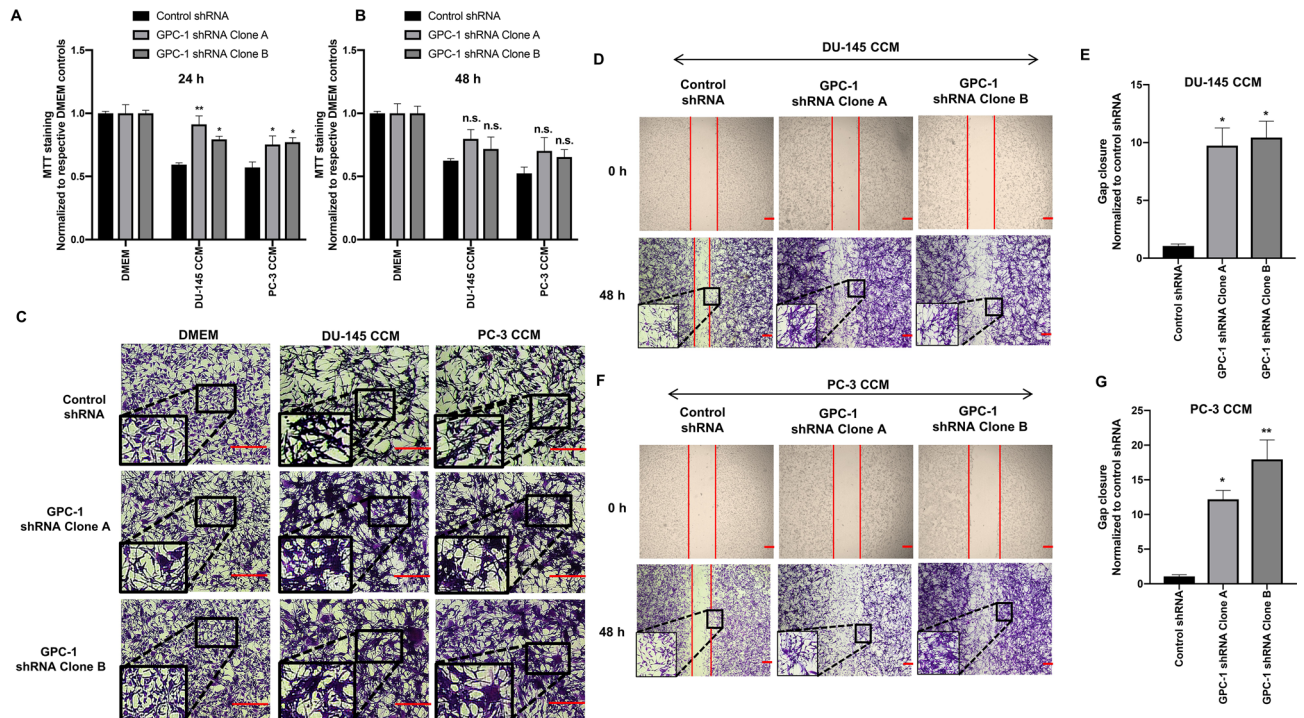 A
Control shRNA
GPC-1 shRNA Clone A
GPC-1 shRNA Clone B
24 h
MTT staining
Normalized to respective DMEM controls
1.5
1.0
0.5
0.0
**
*
*
*
DMEM
DU-145 CCM
PC-3 CCM
B
Control shRNA
GPC-1 shRNA Clone A
GPC-1 shRNA Clone B
48 h
MTT staining
Normalized to respective DMEM controls
1.5
1.0
0.5
0.0
n.s.
n.s.
n.s.
n.s.
DMEM
DU-145 CCM
PC-3 CCM
C
DMEM
DU-145 CCM
PC-3 CCM
Control
shRNA
GPC-1
shRNA Clone A
GPC-1
shRNA Clone B
D
DU-145 CCM
Control
shRNA
GPC-1
shRNA Clone A
GPC-1
shRNA Clone B
0 h
48 h
E
DU-145 CCM
Gap closure
Normalized to control shRNA
15
10
5
0
*
*
Control shRNA
GPC-1 shRNA Clone A
GPC-1 shRNA Clone B
F
PC-3 CCM
Control
shRNA
GPC-1
shRNA Clone A
GPC-1
shRNA Clone B
0 h
48 h
G
PC-3 CCM
Gap closure
Normalized to control shRNA
25
20
15
10
5
0
*
**
Control shRNA
GPC-1 shRNA Clone A
GPC-1 shRNA Clone B